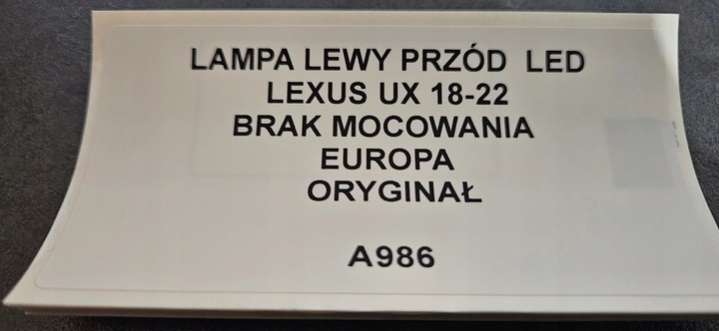 LAMPA LEWY PRZÓD LED
LEXUS UX 18-22
BRAK MOCOWANIA
EUROPA
ORYGINAŁ
A986